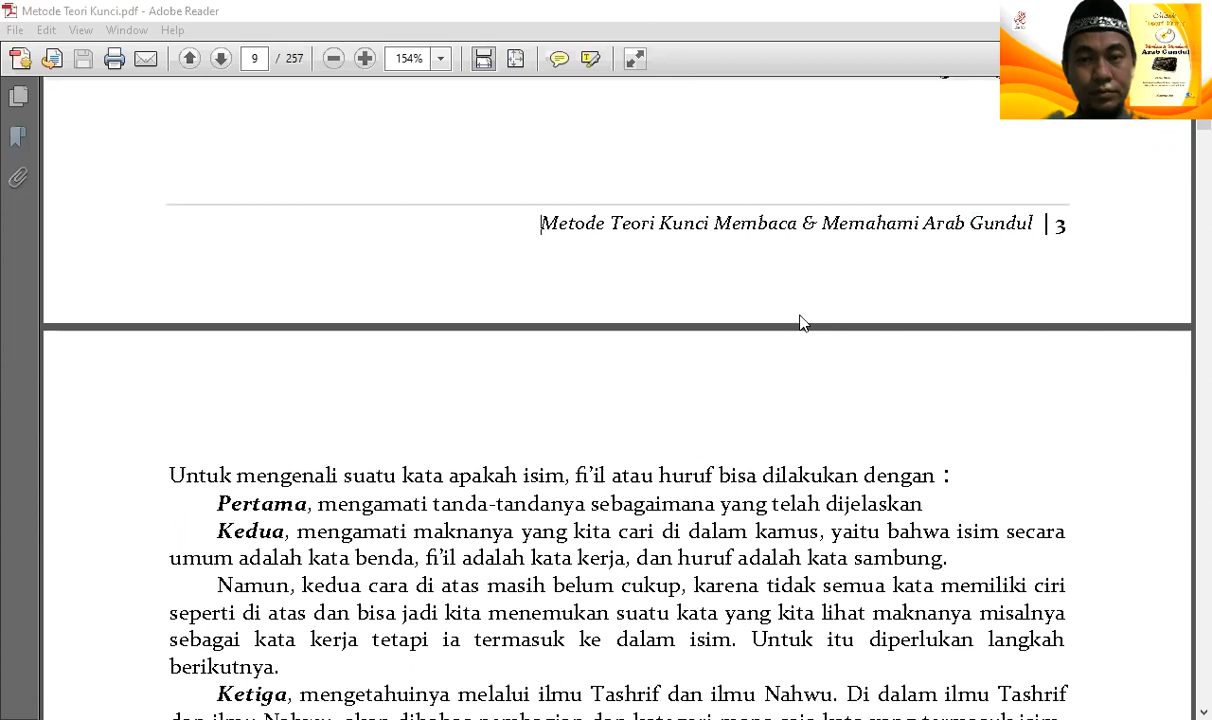 Metode Teori Kunci.pdf - Adobe Reader
File Edit View Window Help
9 / 257 154%
Arab Gundul
Metode Teori Kunci Membaca & Memahami Arab Gundul | 3
Untuk mengenali suatu kata apakah isim, fi’il atau huruf bisa dilakukan dengan :
Pertama, mengamati tanda-tandanya sebagaimana yang telah dijelaskan
Kedua, mengamati maknanya yang kita cari di dalam kamus, yaitu bahwa isim secara
umum adalah kata benda, fi’il adalah kata kerja, dan huruf adalah kata sambung.
Namun, kedua cara di atas masih belum cukup, karena tidak semua kata memiliki ciri
seperti di atas dan bisa jadi kita menemukan suatu kata yang kita lihat maknanya misalnya
sebagai kata kerja tetapi ia termasuk ke dalam isim. Untuk itu diperlukan langkah
berikutnya.
Ketiga, mengetahuinya melalui ilmu Tashrif dan ilmu Nahwu. Di dalam ilmu Tashrif